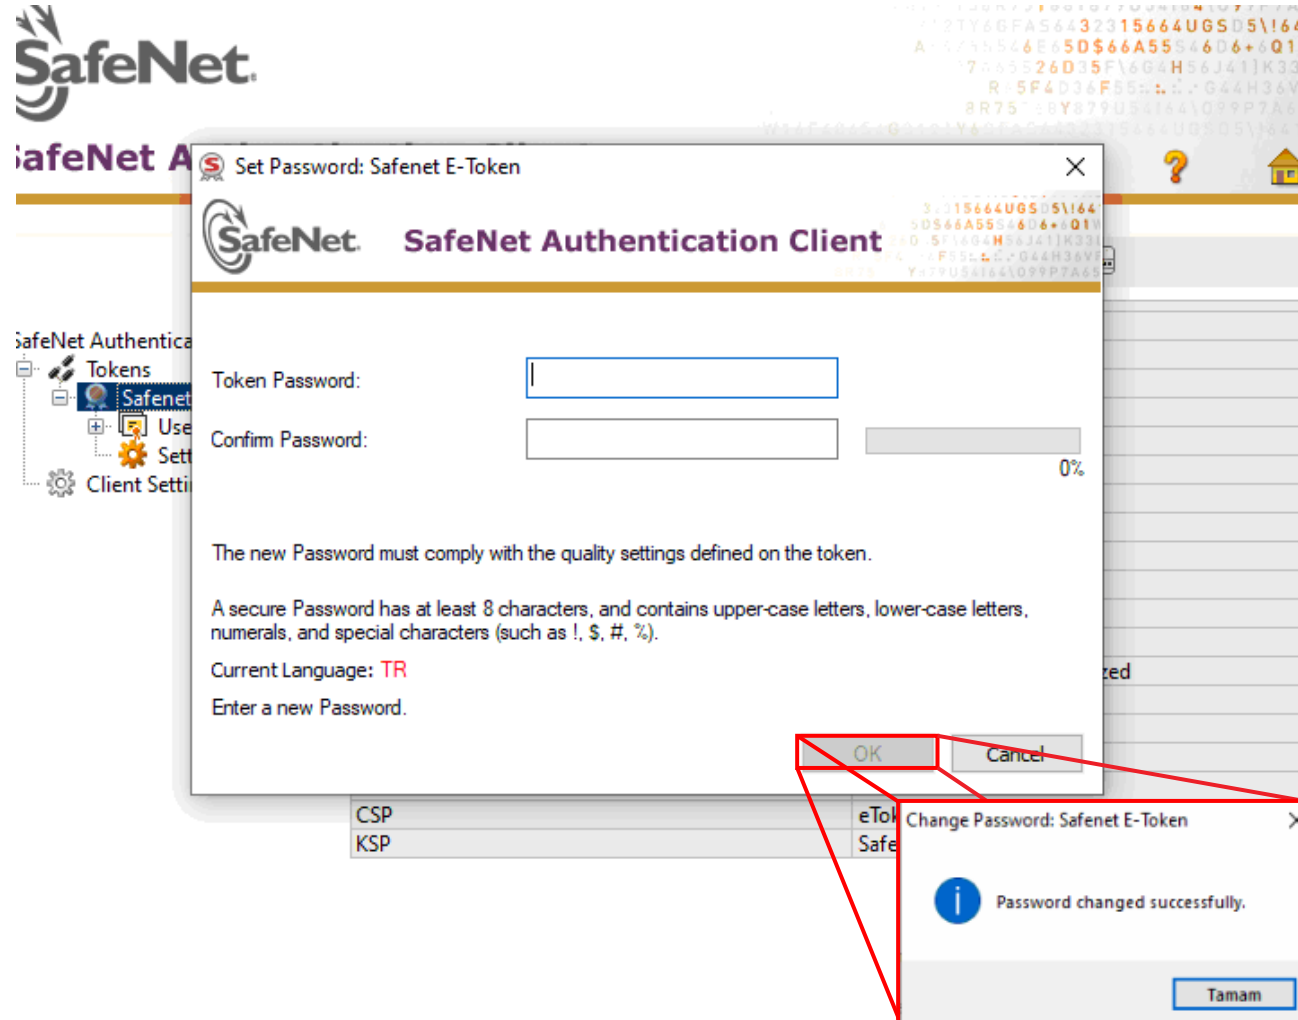 SafeNet.
SafeNet A
Set Password: Safenet E-Token
SafeNet.
SafeNet Authentication Client
SafeNet Authentica
Tokens
Safenet
Use
Sett
Client Setti
Token Password:
Confirm Password:
0%
The new Password must comply with the quality settings defined on the token.
A secure Password has at least 8 characters, and contains upper-case letters, lower-case letters,
numerals, and special characters (such as !, $, #, %).
Current Language: TR
Enter a new Password.
zed
OK
Cancel
CSP
eTok
KSP
Safe
Change Password: Safenet E-Token
Password changed successfully.
Tamam